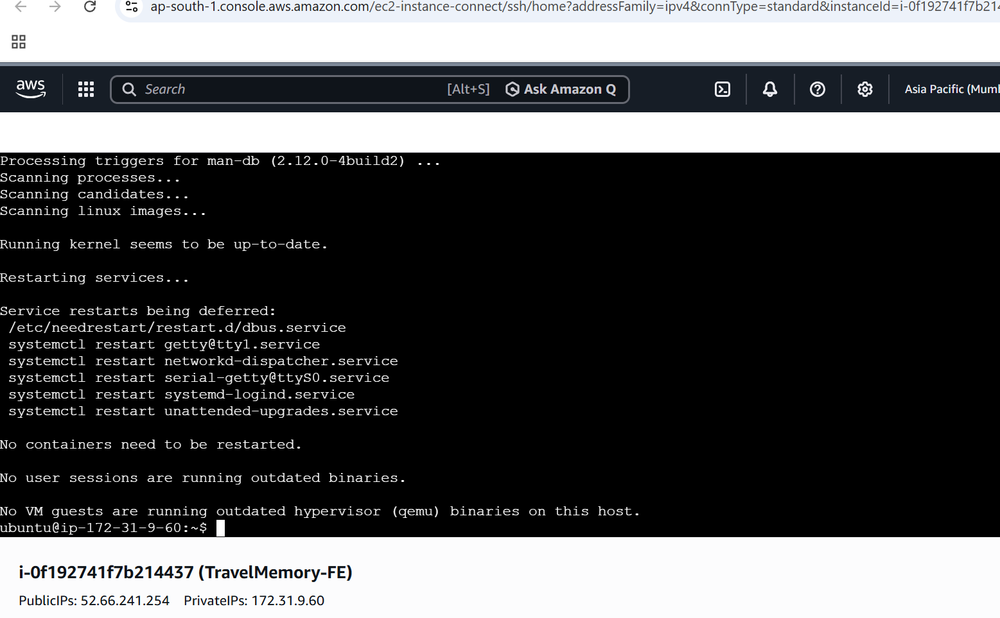 ap-south-1.console.aws.amazon.com/ec2-instance-connect/ssh/home?addressFamily=ipv4&connType=standard&instanceId=i-0f192741f7b214
aws
Search [Alt+S] Ask Amazon Q
Asia Pacific (Mumb
Processing triggers for man-db (2.12.0-4build2) ...
Scanning processes...
Scanning candidates...
Scanning linux images...
Running kernel seems to be up-to-date.
Restarting services...
Service restarts being deferred:
/etc/needrestart/restart.d/dbus.service
systemctl restart getty@tty1.service
systemctl restart networkd-dispatcher.service
systemctl restart serial-getty@ttyS0.service
systemctl restart systemd-logind.service
systemctl restart unattended-upgrades.service
No containers need to be restarted.
No user sessions are running outdated binaries.
No VM guests are running outdated hypervisor (qemu) binaries on this host.
ubuntu@ip-172-31-9-60:~$
i-0f192741f7b214437 (TravelMemory-FE)
PublicIPs: 52.66.241.254 PrivateIPs: 172.31.9.60